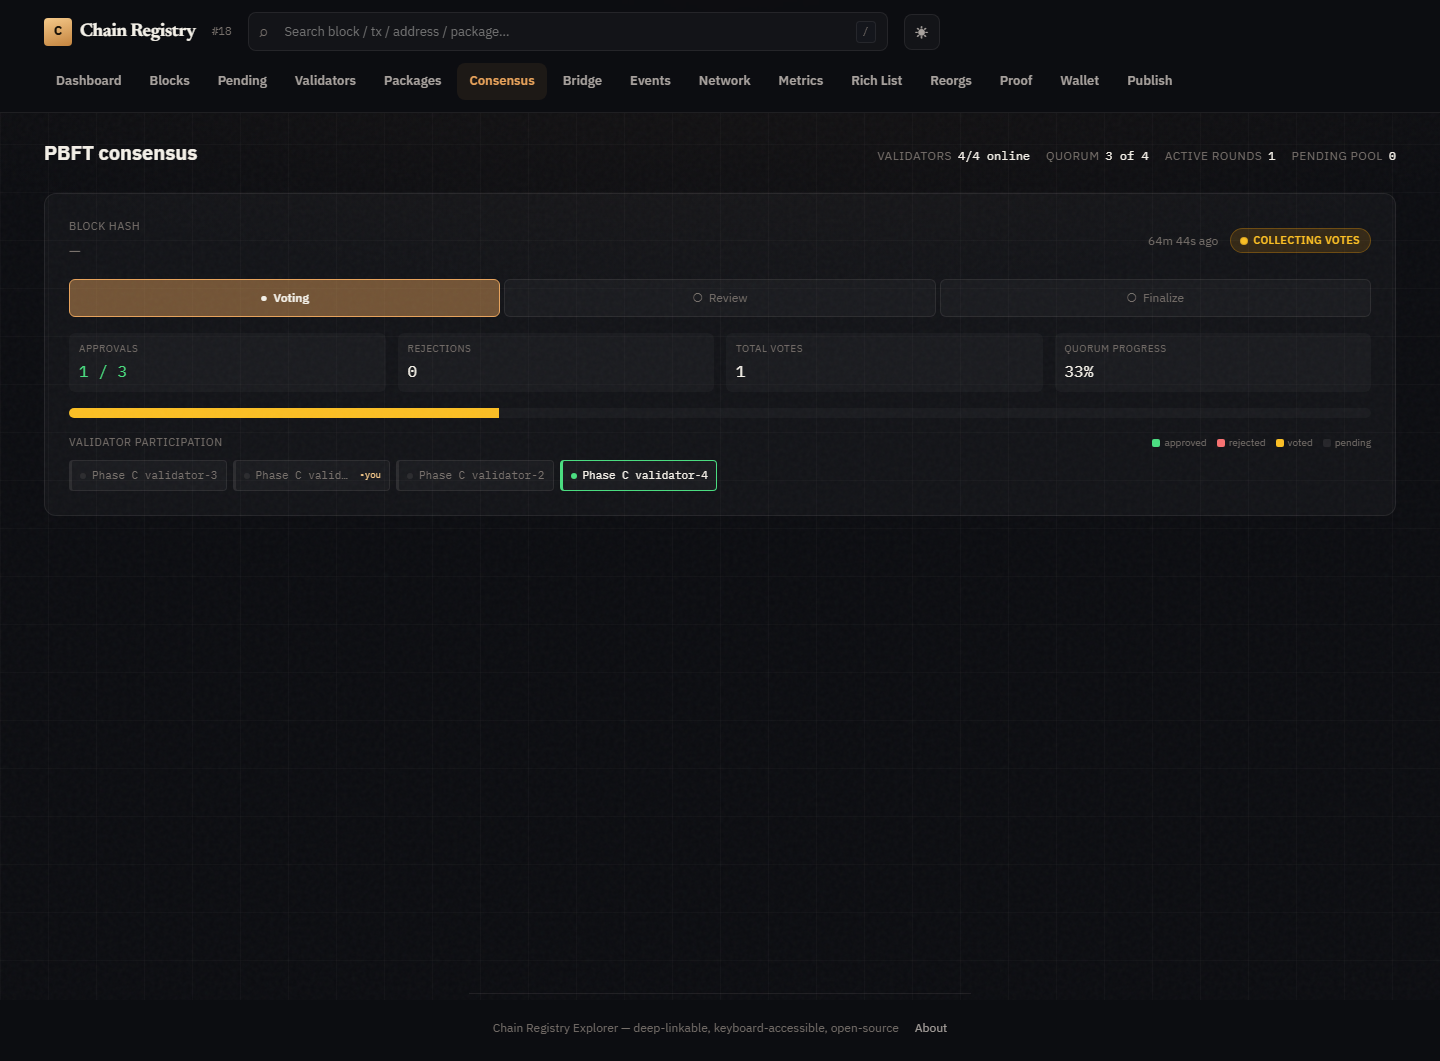 C Chain Registry #18 Search block / tx / address / package... /
Dashboard Blocks Pending Validators Packages Consensus Bridge Events Network Metrics Rich List Reorgs Proof Wallet Publish
PBFT consensus
VALIDATORS 4/4 online QUORUM 3 of 4 ACTIVE ROUNDS 1 PENDING POOL 0
BLOCK HASH
—
64m 44s ago COLLECTING VOTES
Voting Review Finalize
APPROVALS REJECTIONS TOTAL VOTES QUORUM PROGRESS
1 / 3 0 1 33%
VALIDATOR PARTICIPATION approved rejected voted pending
Phase C validator-3 Phase C valid… ·you Phase C validator-2 Phase C validator-4
Chain Registry Explorer — deep-linkable, keyboard-accessible, open-source About